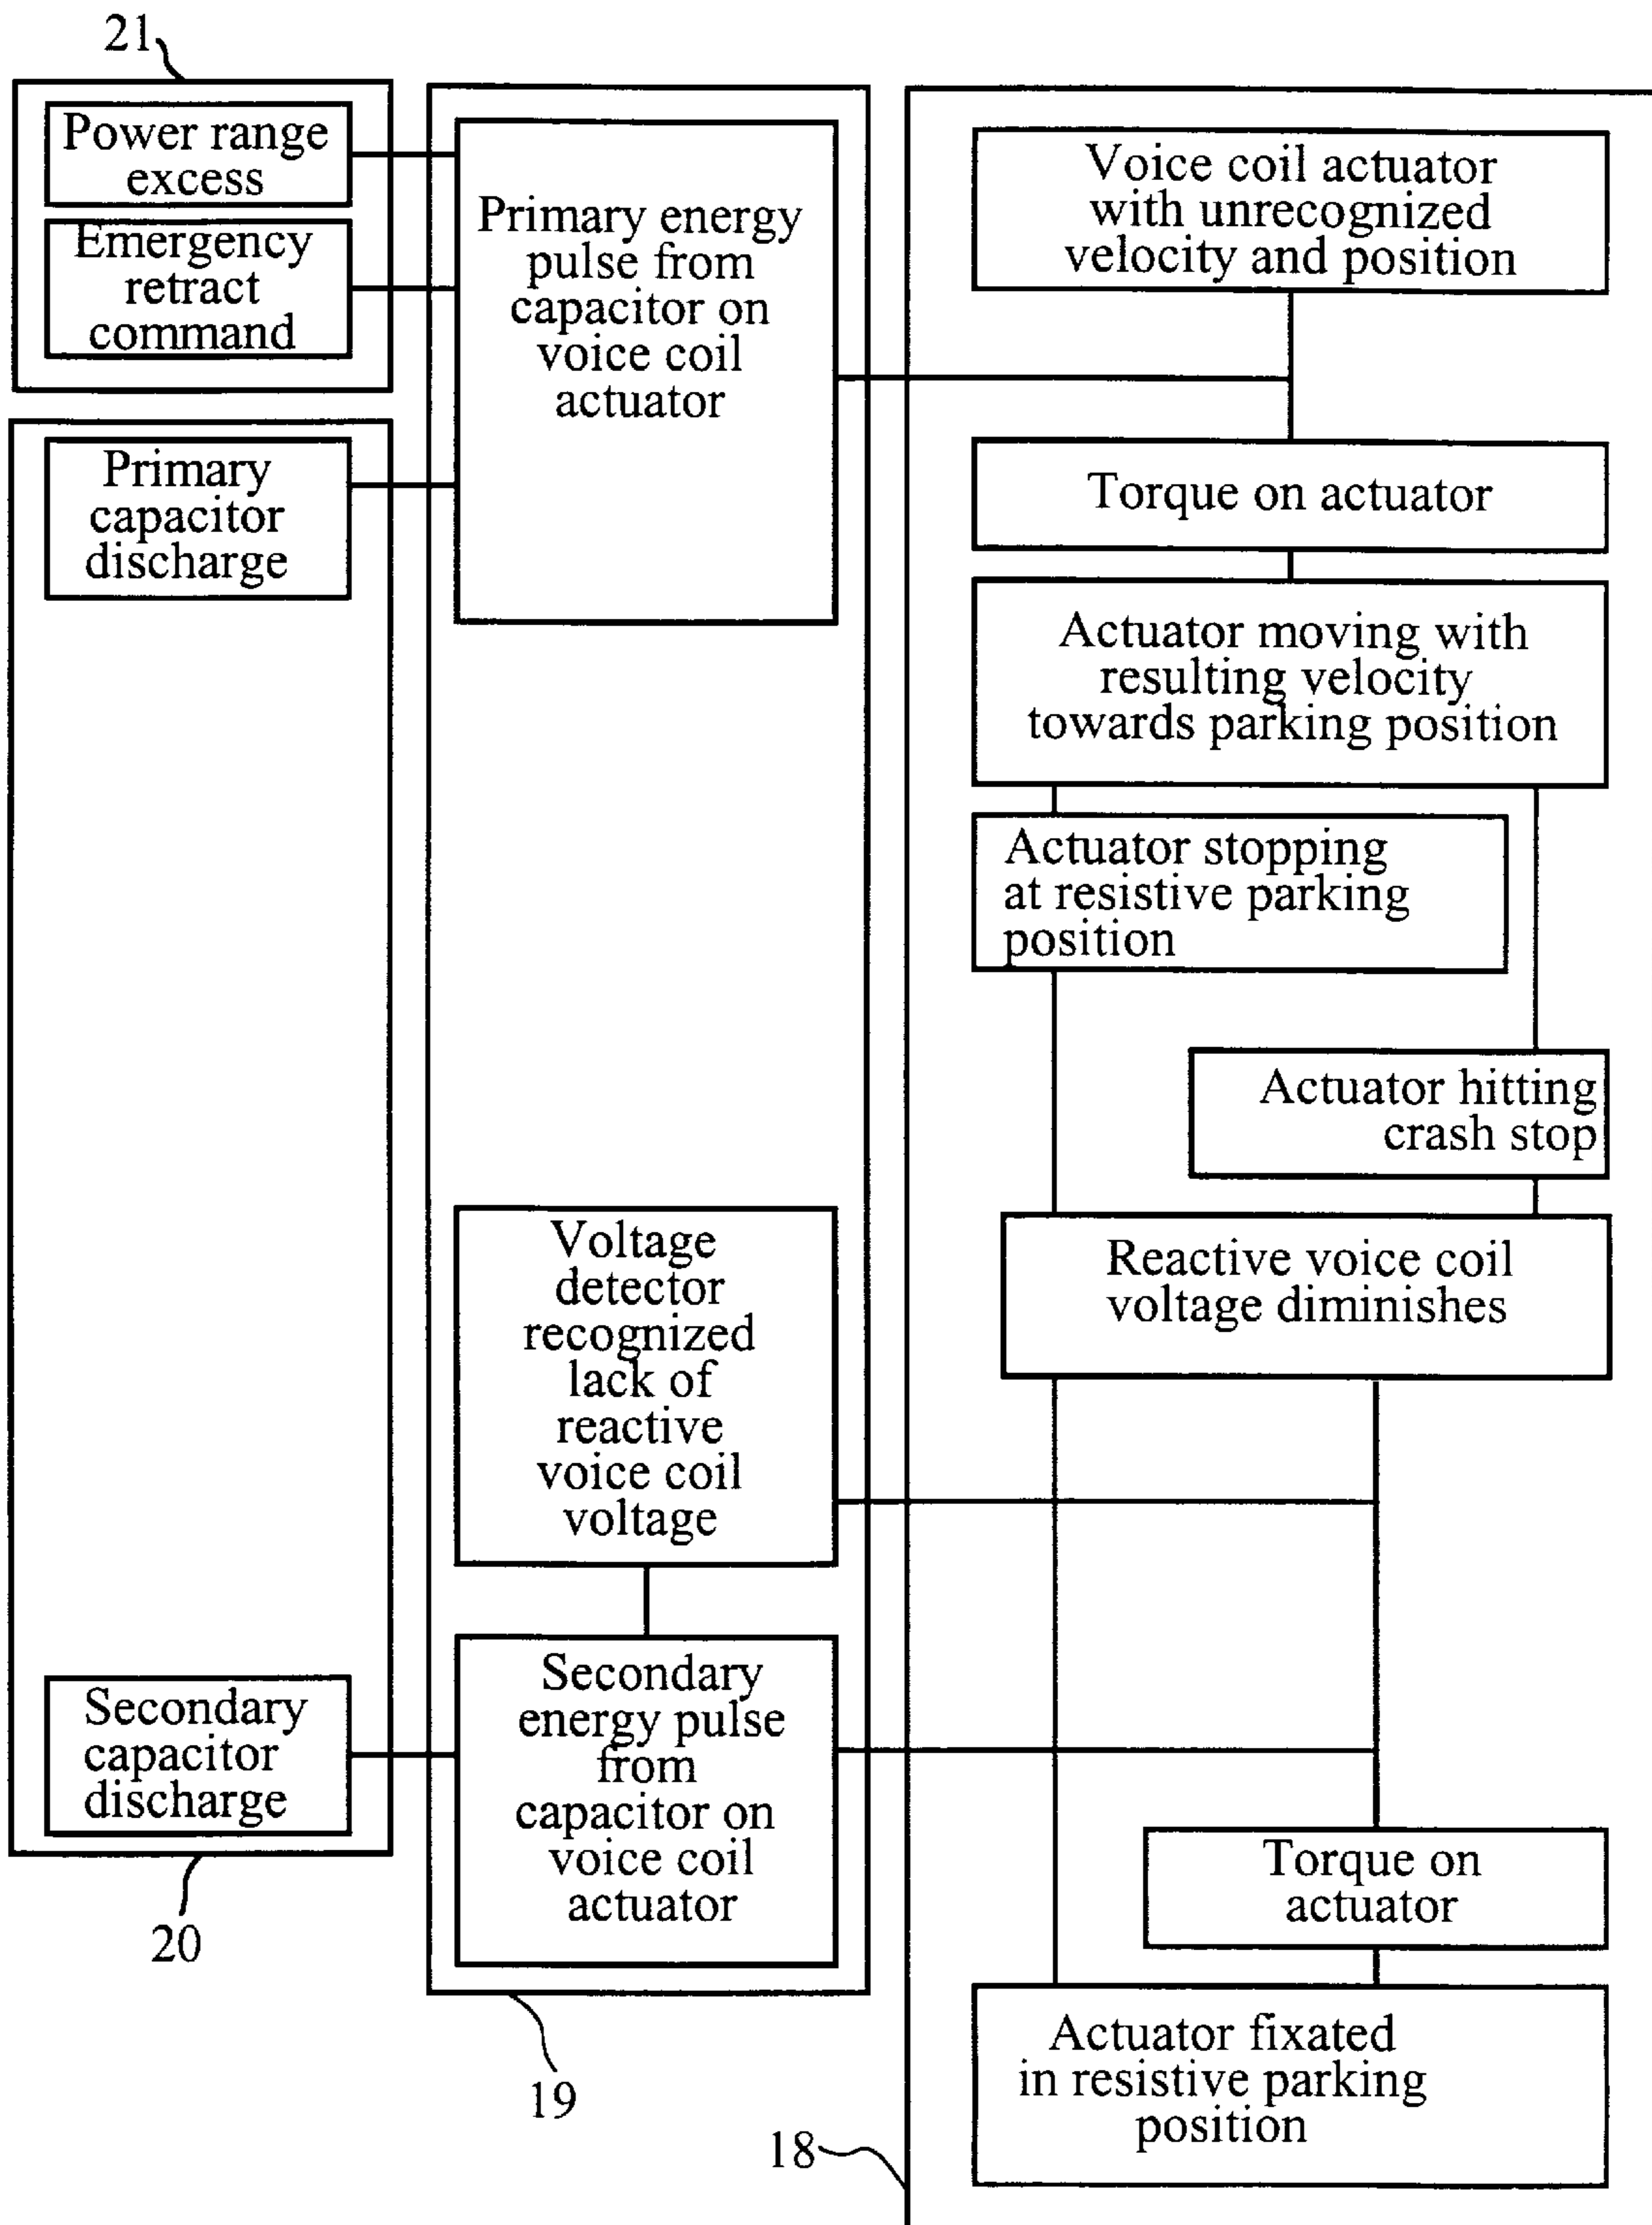 21
Power range
excess
Emergency
retract
command
Primary
capacitor
discharge
Secondary
capacitor
discharge
20
Primary energy
pulse from
capacitor on
voice coil
actuator
Voltage
detector
recognized
lack of
reactive
voice coil
voltage
Secondary
energy pulse
from
capacitor on
voice coil
actuator
19
Voice coil actuator
with unrecognized
velocity and position
Torque on actuator
Actuator moving with
resulting velocity
towards parking position
Actuator stopping
at resistive parking
position
Actuator hitting
crash stop
Reactive voice coil
voltage diminishes
Torque on
actuator
Actuator fixated
in resistive parking
position
18